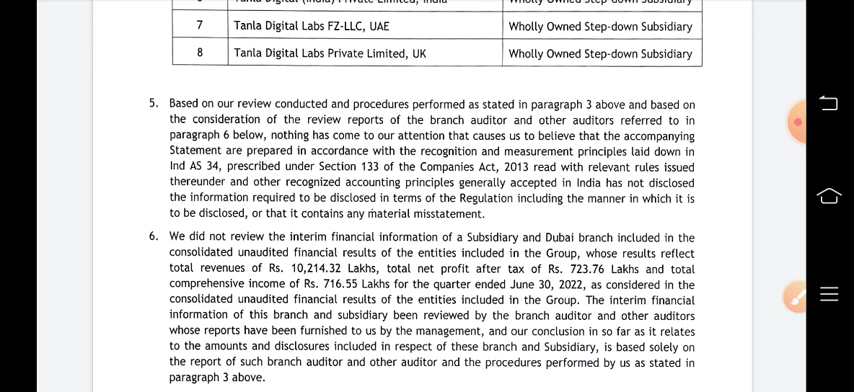 Tanla Digital (India) Private Limited, India Wholly Owned Step-down Subsidiary
7 Tanla Digital Labs FZ-LLC, UAE Wholly Owned Step-down Subsidiary
8 Tanla Digital Labs Private Limited, UK Wholly Owned Step-down Subsidiary
5. Based on our review conducted and procedures performed as stated in paragraph 3 above and based on
the consideration of the review reports of the branch auditor and other auditors referred to in
paragraph 6 below, nothing has come to our attention that causes us to believe that the accompanying
Statement are prepared in accordance with the recognition and measurement principles laid down in
Ind AS 34, prescribed under Section 133 of the Companies Act, 2013 read with relevant rules issued
thereunder and other recognized accounting principles generally accepted in India has not disclosed
the information required to be disclosed in terms of the Regulation including the manner in which it is
to be disclosed, or that it contains any material misstatement.
6. We did not review the interim financial information of a Subsidiary and Dubai branch included in the
consolidated unaudited financial results of the entities included in the Group, whose results reflect
total revenues of Rs. 10,214.32 Lakhs, total net profit after tax of Rs. 723.76 Lakhs and total
comprehensive income of Rs. 716.55 Lakhs for the quarter ended June 30, 2022, as considered in the
consolidated unaudited financial results of the entities included in the Group. The interim financial
information of this branch and subsidiary been reviewed by the branch auditor and other auditors
whose reports have been furnished to us by the management, and our conclusion in so far as it relates
to the amounts and disclosures included in respect of these branch and Subsidiary, is based solely on
the report of such branch auditor and other auditor and the procedures performed by us as stated in
paragraph 3 above.